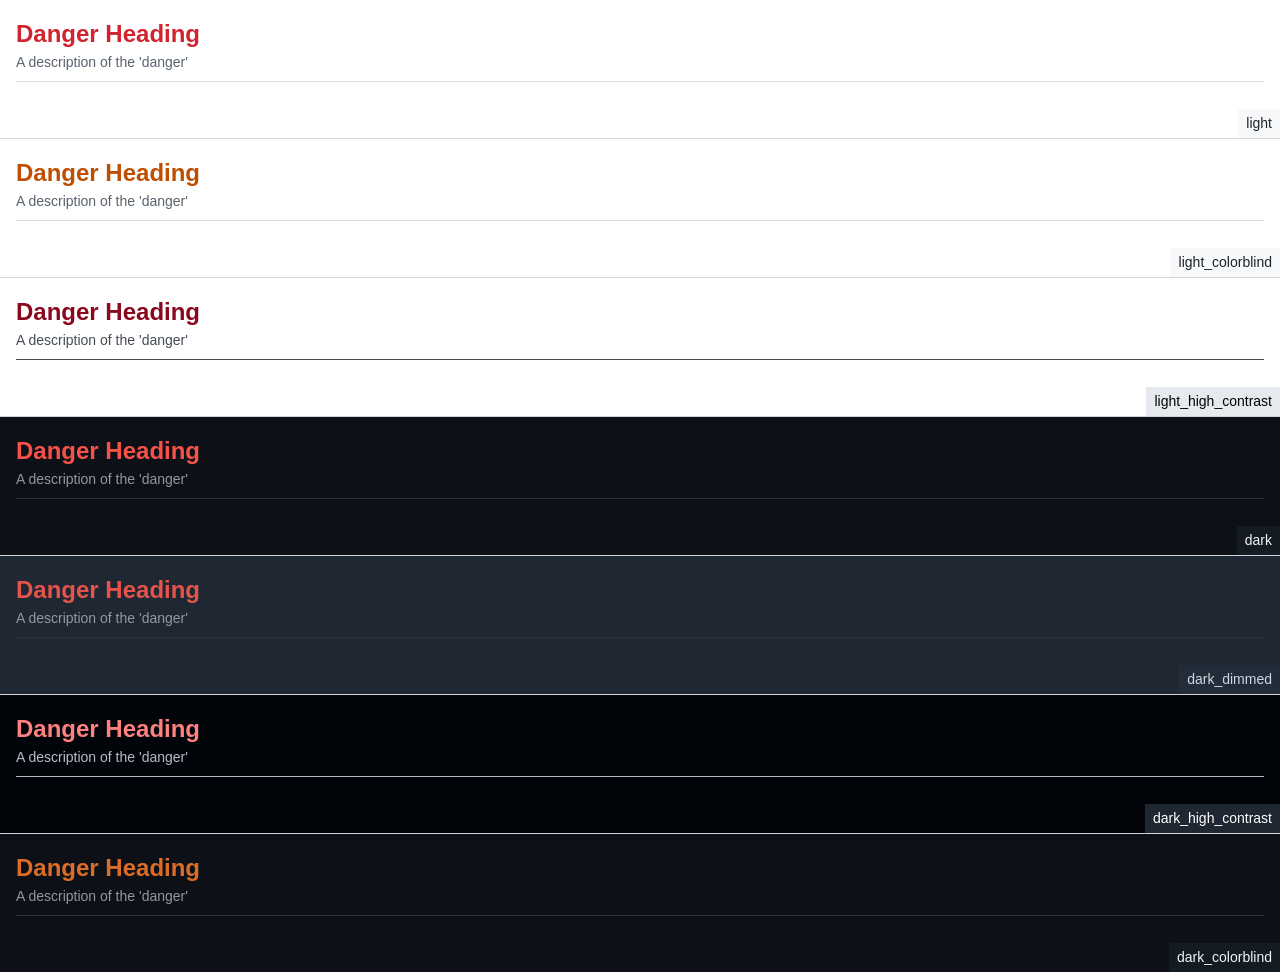 Danger Heading
A description of the 'danger'
light
Danger Heading
A description of the 'danger'
light_colorblind
Danger Heading
A description of the 'danger'
light_high_contrast
Danger Heading
A description of the 'danger'
dark
Danger Heading
A description of the 'danger'
dark_dimmed
Danger Heading
A description of the 'danger'
dark_high_contrast
Danger Heading
A description of the 'danger'
dark_colorblind